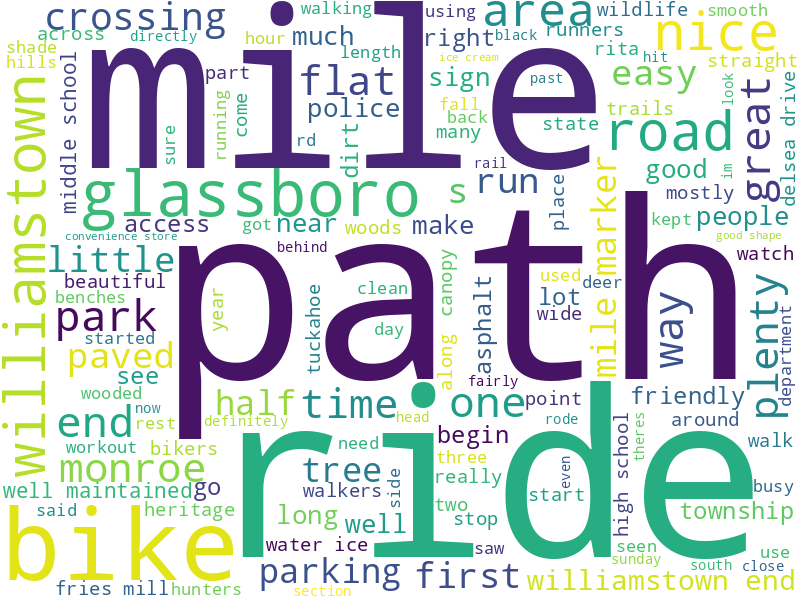 crossing
walking
using
area
wildlife
smooth
across
directly
hour
black
runners
nice
shade
hills
much
right
rita
hit
straight
mile
length
ice cream
past
middle school
part
flat
sign
easy
look
police
fall
trails
delsea drive
williamstown
sure
running
come
dirt
back
many
state
road
great
rd
rail
good
im
glassboro
s
run
place
mostly
access
got
near
woods
make
kept
people
convenience store
behind
good shape
little
path
mile marker
watch
beautiful
clean
canopy
used
deer
way
benches
year
tuckahoe
asphalt
lot
plenty
park
day
along
wide
started
department
paved
see
fairly
wooded
half
time
one
point
friendly
end
now
rest
definitely
head
rode
around
workout
bikers
begin
theres
walk
monroe
ride
need
three
high school
tree
really
even
well maintained
go
walkers
side
start
busy
said
heritage
long
well
two
stop
seen
township
bike
water ice
saw
sunday
use
parking
first
south
close
fries mill
hunters
section
williamstown end